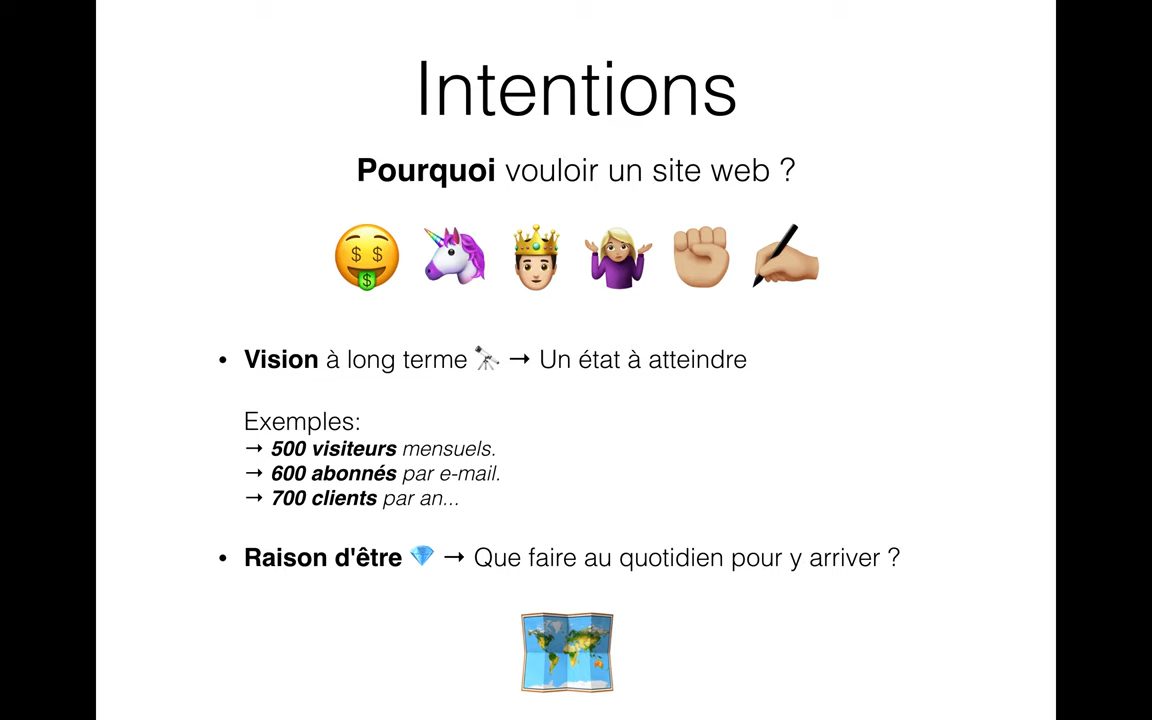 Intentions
Pourquoi vouloir un site web ?
• Vision à long terme 🔭 → Un état à atteindre
Exemples:
→ 500 visiteurs mensuels.
→ 600 abonnés par e-mail.
→ 700 clients par an...
• Raison d'être 💎 → Que faire au quotidien pour y arriver ?